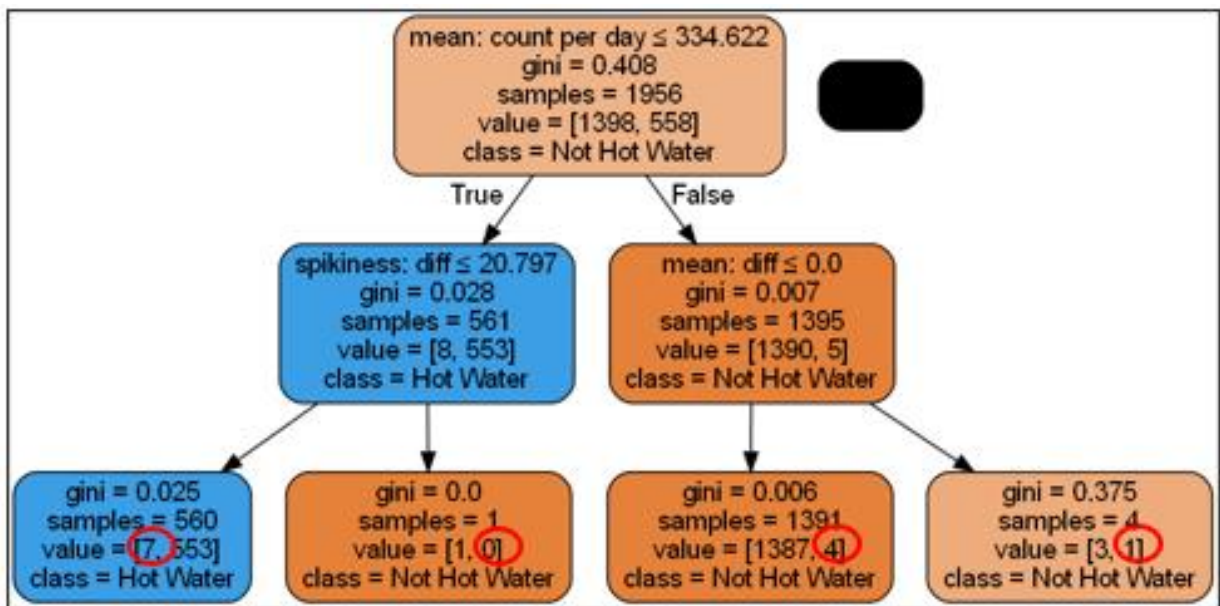 mean: count per day ≤ 334.622
gini = 0.408
samples = 1956
value = [1398, 558]
class = Not Hot Water
True
False
spikiness: diff ≤ 20.797
gini = 0.028
samples = 561
value = [8, 553]
class = Hot Water
mean: diff ≤ 0.0
gini = 0.007
samples = 1395
value = [1390, 5]
class = Not Hot Water
gini = 0.025
samples = 560
value = [7, 553]
class = Hot Water
gini = 0.0
samples = 1
value = [1, 0]
class = Not Hot Water
gini = 0.006
samples = 1391
value = [1387, 4]
class = Not Hot Water
gini = 0.375
samples = 4
value = [3, 1]
class = Not Hot Water